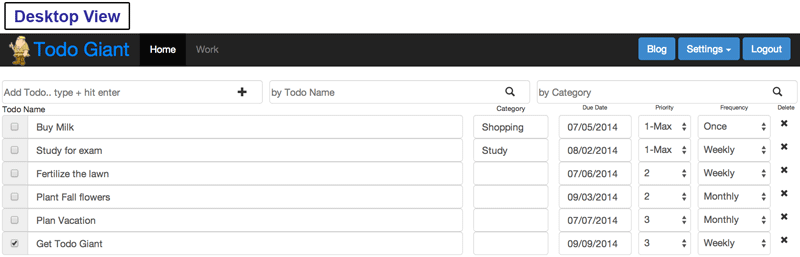 Desktop View
Todo Giant Home Work Blog Settings Logout
Add Todo.. type + hit enter by Todo Name by Category
Todo Name Category Due Date Priority Frequency Delete
Buy Milk Shopping 07/05/2014 1-Max Once
Study for exam Study 08/02/2014 1-Max Weekly
Fertilize the lawn 07/06/2014 2 Weekly
Plant Fall flowers 09/03/2014 2 Monthly
Plan Vacation 07/07/2014 3 Monthly
Get Todo Giant 09/09/2014 3 Weekly